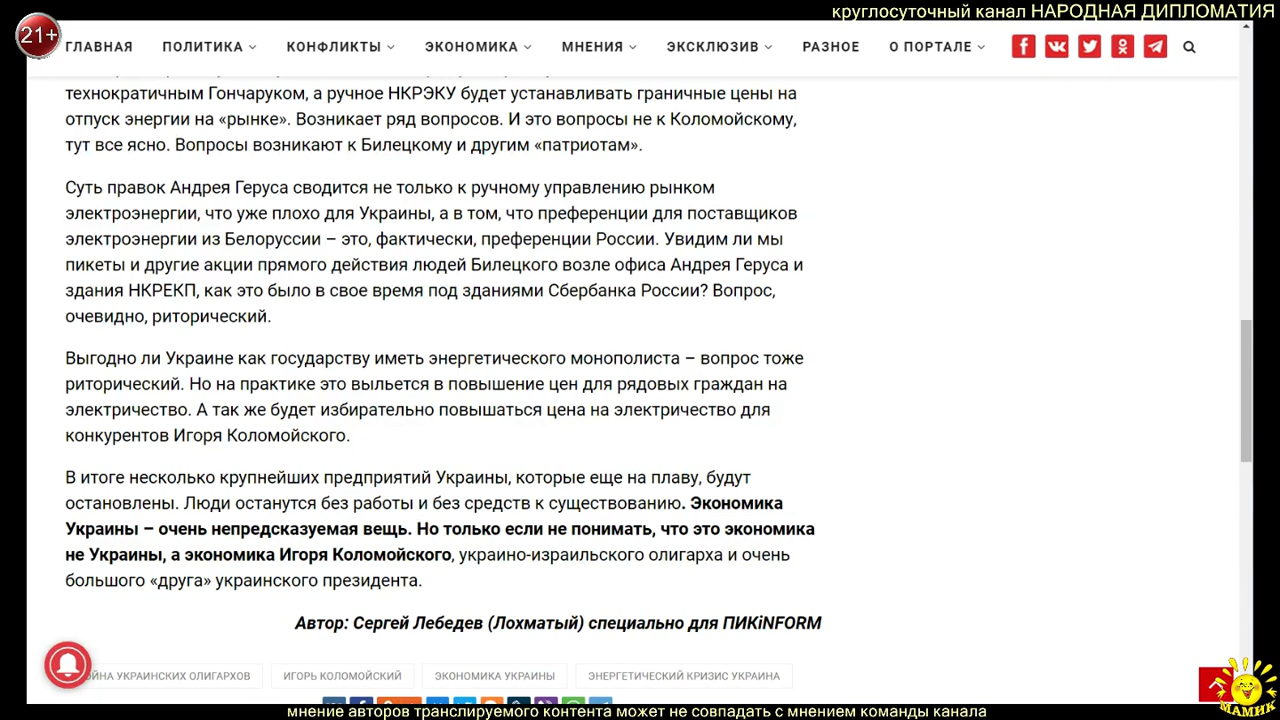 круглосуточный канал НАРОДНАЯ ДИПЛОМАТИЯ
21+
ГЛАВНАЯ ПОЛИТИКА КОНФЛИКТЫ ЭКОНОМИКА МНЕНИЯ ЭКСКЛЮЗИВ РАЗНОЕ О ПОРТАЛЕ
технократичным Гончаруком, а ручное НКРЭКУ будет устанавливать граничные цены на
отпуск энергии на «рынке». Возникает ряд вопросов. И это вопросы не к Коломойскому,
тут все ясно. Вопросы возникают к Билецкому и другим «патриотам».
Суть правок Андрея Геруса сводится не только к ручному управлению рынком
электроэнергии, что уже плохо для Украины, а в том, что преференции для поставщиков
электроэнергии из Белоруссии – это, фактически, преференции России. Увидим ли мы
пикеты и другие акции прямого действия людей Билецкого возле офиса Андрея Геруса и
здания НКРЕКП, как это было в свое время под зданиями Сбербанка России? Вопрос,
очевидно, риторический.
Выгодно ли Украине как государству иметь энергетического монополиста – вопрос тоже
риторический. Но на практике это выльется в повышение цен для рядовых граждан на
электричество. А так же будет избирательно повышаться цена на электричество для
конкурентов Игоря Коломойского.
В итоге несколько крупнейших предприятий Украины, которые еще на плаву, будут
остановлены. Люди останутся без работы и без средств к существованию. Экономика
Украины – очень непредсказуемая вещь. Но только если не понимать, что это экономика
не Украины, а экономика Игоря Коломойского, украино-израильского олигарха и очень
большого «друга» украинского президента.
Автор: Сергей Лебедев (Лохматый) специально для ПИКiNFORM
УКРАИНСКИХ ОЛИГАРХОВ ИГОРЬ КОЛОМОЙСКИЙ ЭКОНОМИКА УКРАИНЫ ЭНЕРГЕТИЧЕСКИЙ КРИЗИС УКРАИНА
МАМИК
мнение авторов транслируемого контента может не совпадать с мнением команды канала